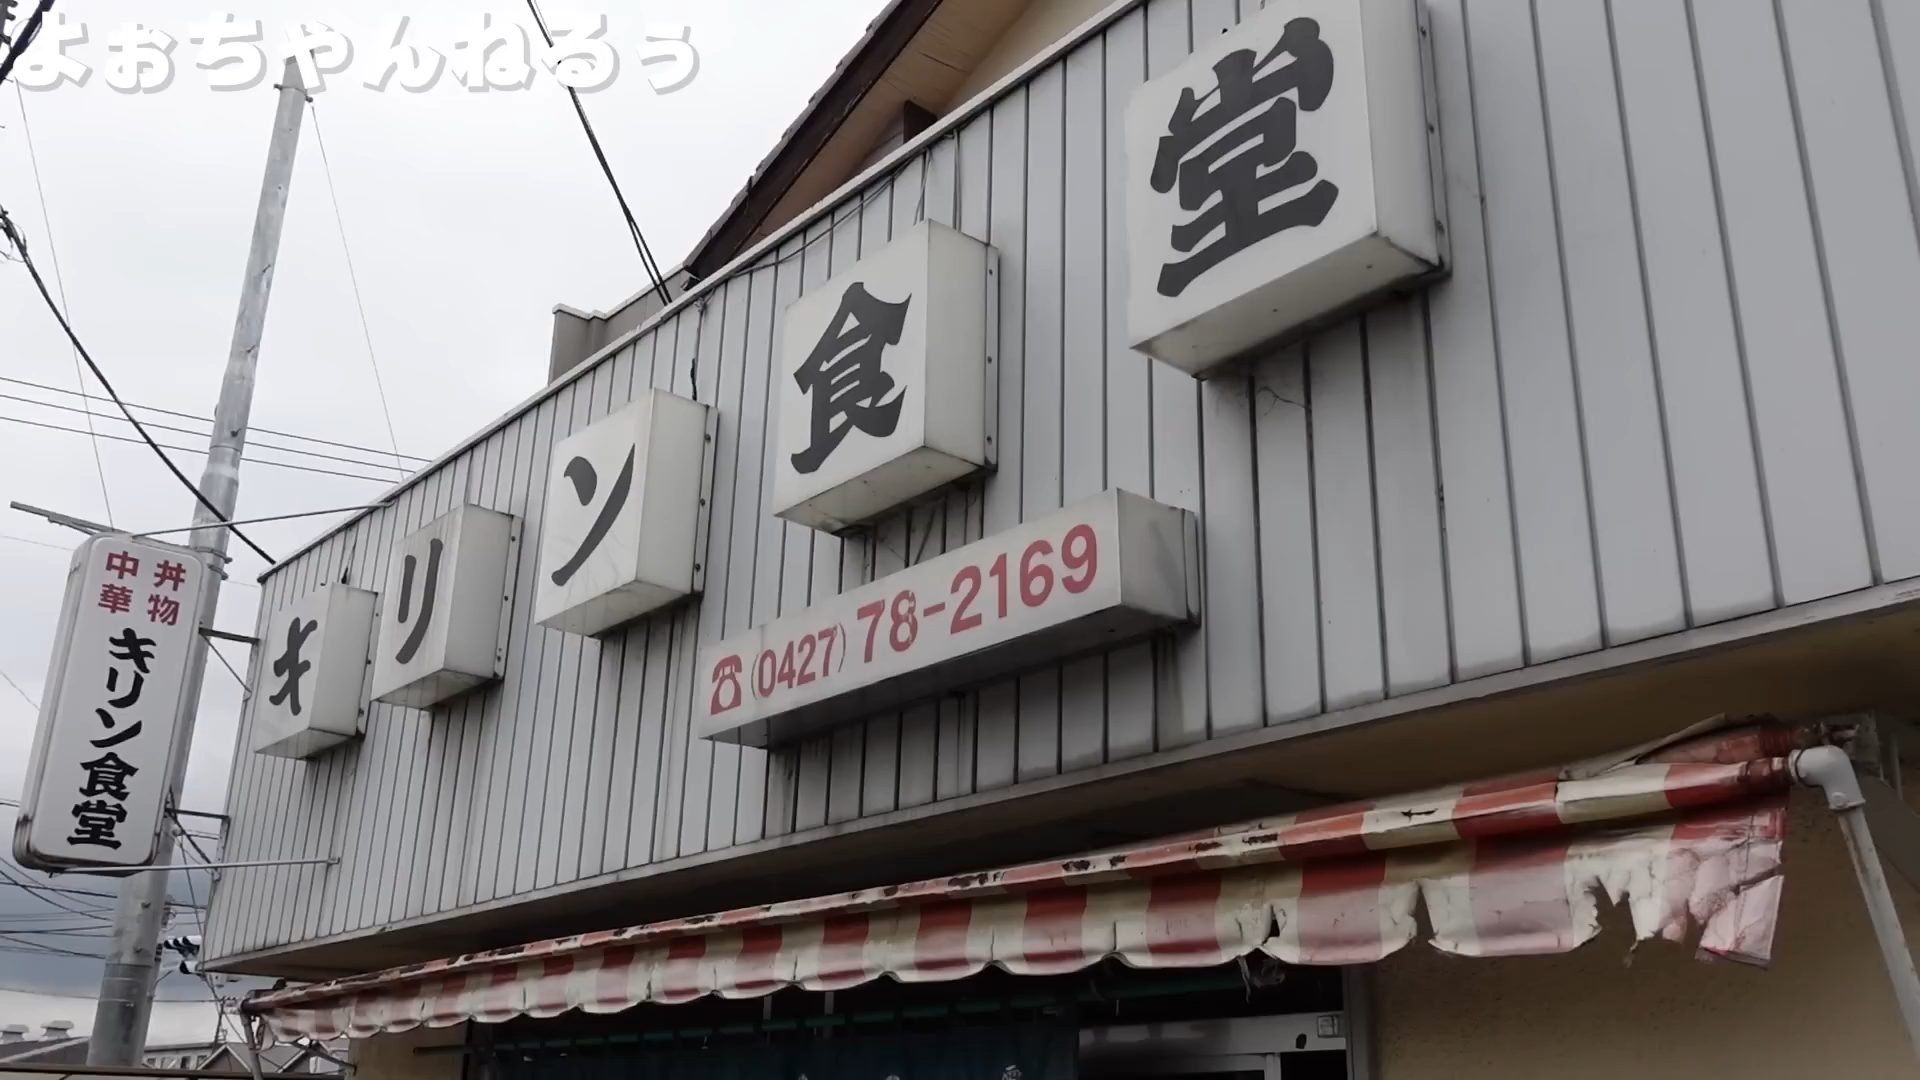 よぉちゃんねるぅ
キリン食堂
☎(0427)78-2169
丼物
中華
キリン食堂